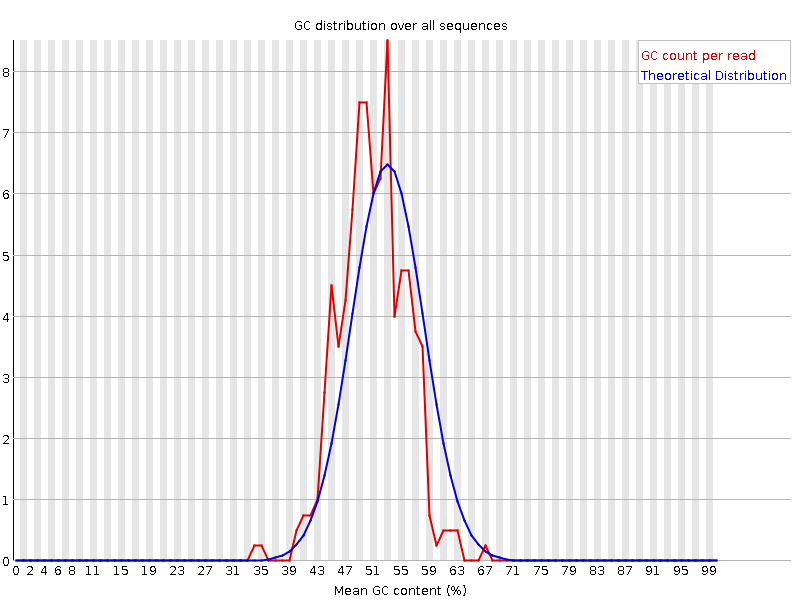 GC distribution over all sequences
GC count per read
Theoretical Distribution
8
7
6
5
4
3
2
1
0
0 2 4 6 8 11 15 19 23 27 31 35 39 43 47 51 55 59 63 67 71 75 79 83 87 91 95 99
Mean GC content (%)